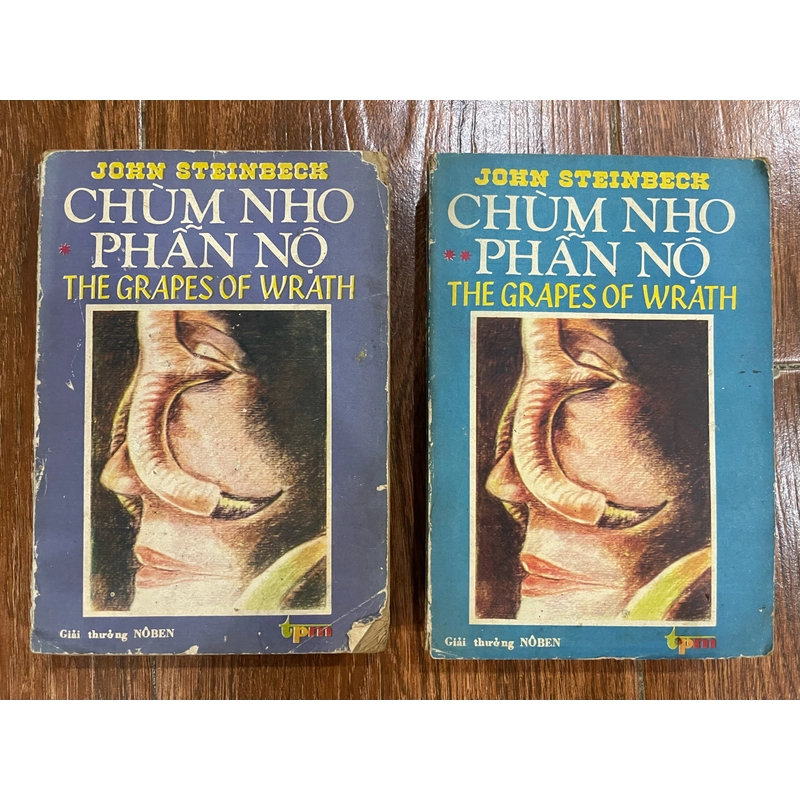 JOHN STEINBECK
CHÙM NHO
* PHẪN NỘ
THE GRAPES OF WRATH
Giải thưởng NÔBEN
tpm
JOHN STEINBECK
CHÙM NHO
** PHẪN NỘ
THE GRAPES OF WRATH
Giải thưởng NÔBEN
tpm